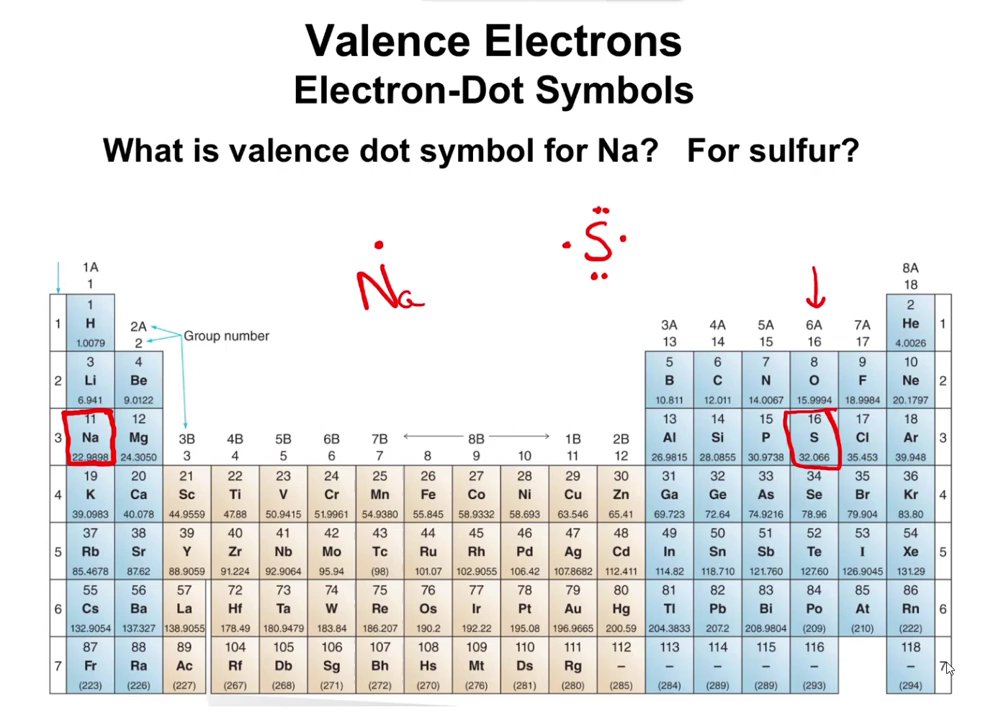 Valence Electrons
Electron-Dot Symbols
What is valence dot symbol for Na? For sulfur?
S
Na
1A 8A
1 18
1 2
1 H 2A Group number 3A 4A 5A 6A 7A He 1
1.0079 2 13 14 15 16 17 4.0026
3 4 5 6 7 8 9 10
2 Li Be B C N O F Ne 2
6.941 9.0122 10.811 12.011 14.0067 15.9994 18.9984 20.1797
11 12 13 14 15 16 17 18
3 Na Mg 3B 4B 5B 6B 7B 8B 1B 2B Al Si P S Cl Ar 3
22.9898 24.3050 3 4 5 6 7 8 9 10 11 12 26.9815 28.0855 30.9738 32.066 35.453 39.948
19 20 21 22 23 24 25 26 27 28 29 30 31 32 33 34 35 36
4 K Ca Sc Ti V Cr Mn Fe Co Ni Cu Zn Ga Ge As Se Br Kr 4
39.0983 40.078 44.9559 47.88 50.9415 51.9961 54.9380 55.845 58.9332 58.693 63.546 65.41 69.723 72.64 74.9216 78.96 79.904 83.80
37 38 39 40 41 42 43 44 45 46 47 48 49 50 51 52 53 54
5 Rb Sr Y Zr Nb Mo Tc Ru Rh Pd Ag Cd In Sn Sb Te I Xe 5
85.4678 87.62 88.9059 91.224 92.9064 95.94 (98) 101.07 102.9055 106.42 107.8682 112.411 114.82 118.710 121.760 127.60 126.9045 131.29
55 56 57 72 73 74 75 76 77 78 79 80 81 82 83 84 85 86
6 Cs Ba La Hf Ta W Re Os Ir Pt Au Hg Tl Pb Bi Po At Rn 6
132.9054 137.327 138.9055 178.49 180.9479 183.84 186.207 190.2 192.22 195.08 196.9665 200.59 204.3833 207.2 208.9804 (209) (210) (222)
87 88 89 104 105 106 107 108 109 110 111 112 113 114 115 116 118
7 Fr Ra Ac Rf Db Sg Bh Hs Mt Ds Rg – – – – – – 7
(223) (226) (227) (267) (268) (271) (272) (270) (276) (281) (280) (285) (284) (289) (289) (293) (294)